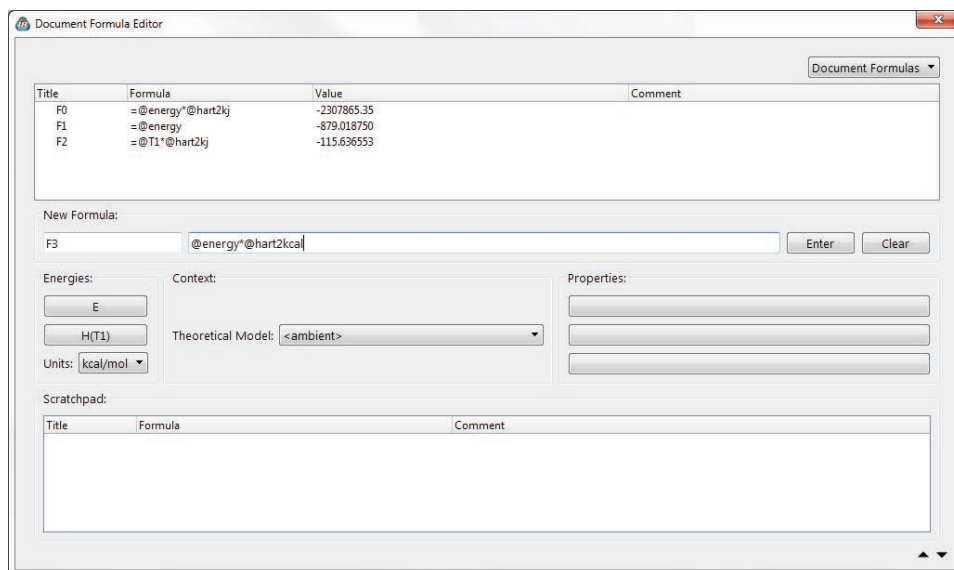 Document Formula Editor
Document Formulas
Title Formula Value Comment
F0 =@energy*@hart2kj -2307865.35
F1 =@energy -879.018750
F2 =@T1*@hart2kj -115.636553
New Formula:
F3 @energy*@hart2kcal Enter Clear
Energies: Context: Properties:
E
H(T1) Theoretical Model: <ambient>
Units: kcal/mol
Scratchpad:
Title Formula Comment